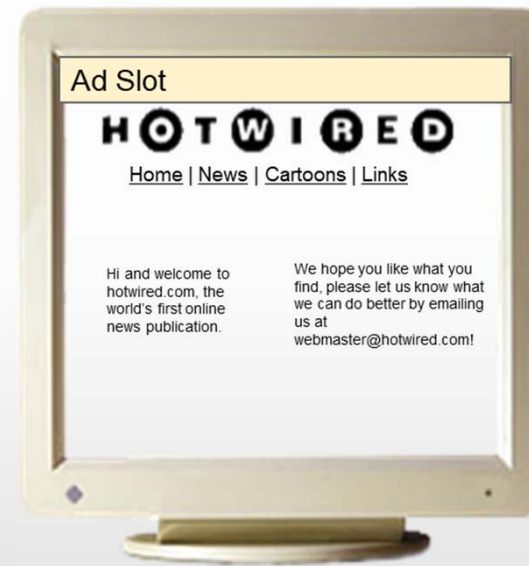 Ad Slot
HOTWIRED
Home | News | Cartoons | Links
Hi and welcome to
hotwired.com, the
world's first online
news publication.
We hope you like what you
find, please let us know what
we can do better by emailing
us at
webmaster@hotwired.com!